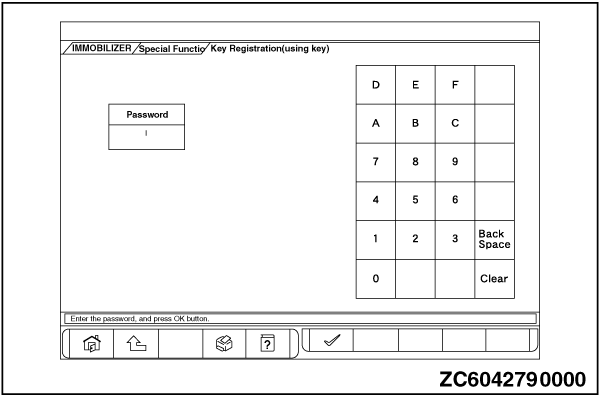 IMMOBILIZER Special Functio Key Registration(using key)
Password
D E F
A B C
7 8 9
4 5 6
1 2 3 Back Space
0 Clear
Enter the password, and press OK button.
?
ZC6042790000